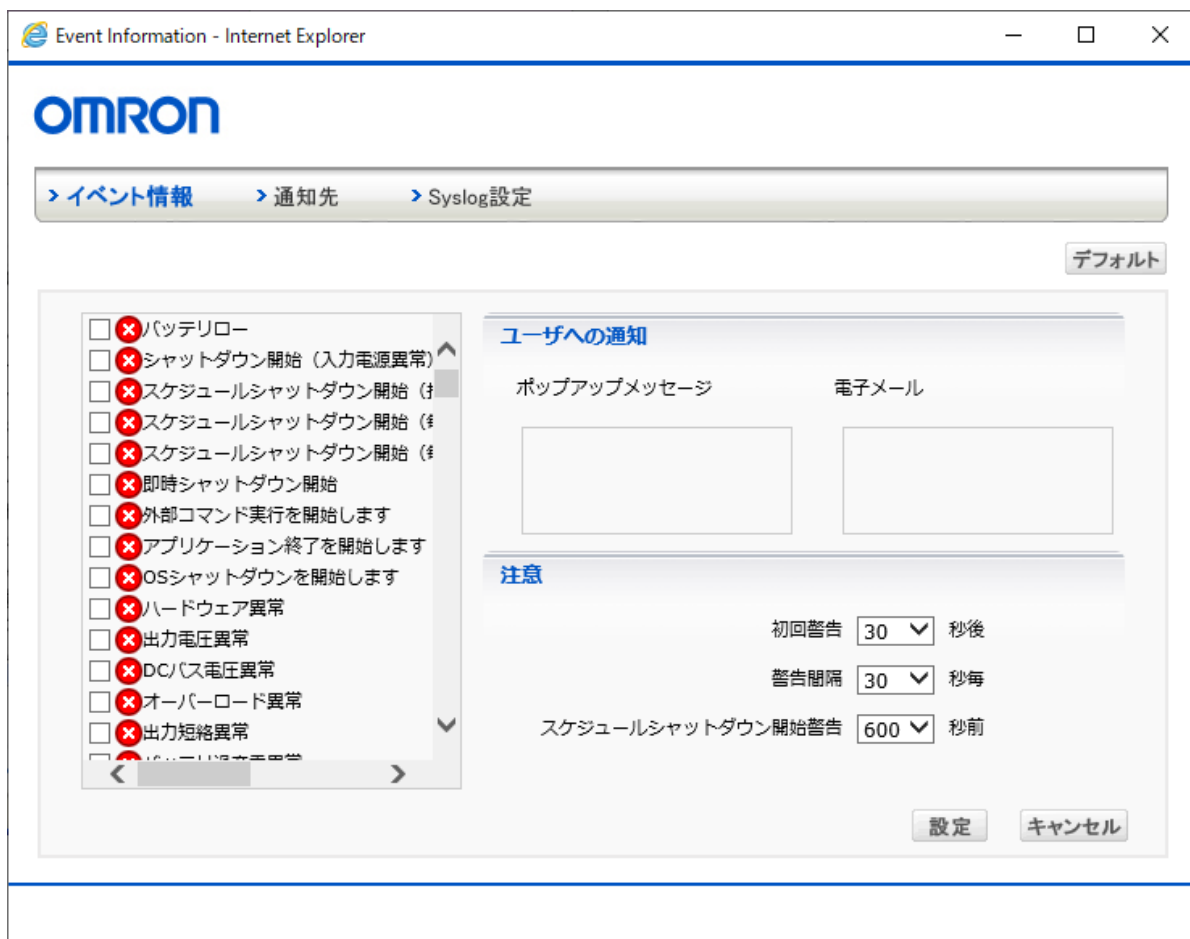 Event Information - Internet Explorer
OMRON
イベント情報
通知先
Syslog設定
デフォルト
バッテリロー
シャットダウン開始（入力電源異常）
スケジュールシャットダウン開始（
スケジュールシャットダウン開始（
スケジュールシャットダウン開始（
即時シャットダウン開始
外部コマンド実行を開始します
アプリケーション終了を開始します
OSシャットダウンを開始します
ハードウェア異常
出力電圧異常
DCバス電圧異常
オーバーロード異常
出力短絡異常
ユーザへの通知
ポップアップメッセージ
電子メール
注意
初回警告 30 秒後
警告間隔 30 秒毎
スケジュールシャットダウン開始警告 600 秒前
設定
キャンセル